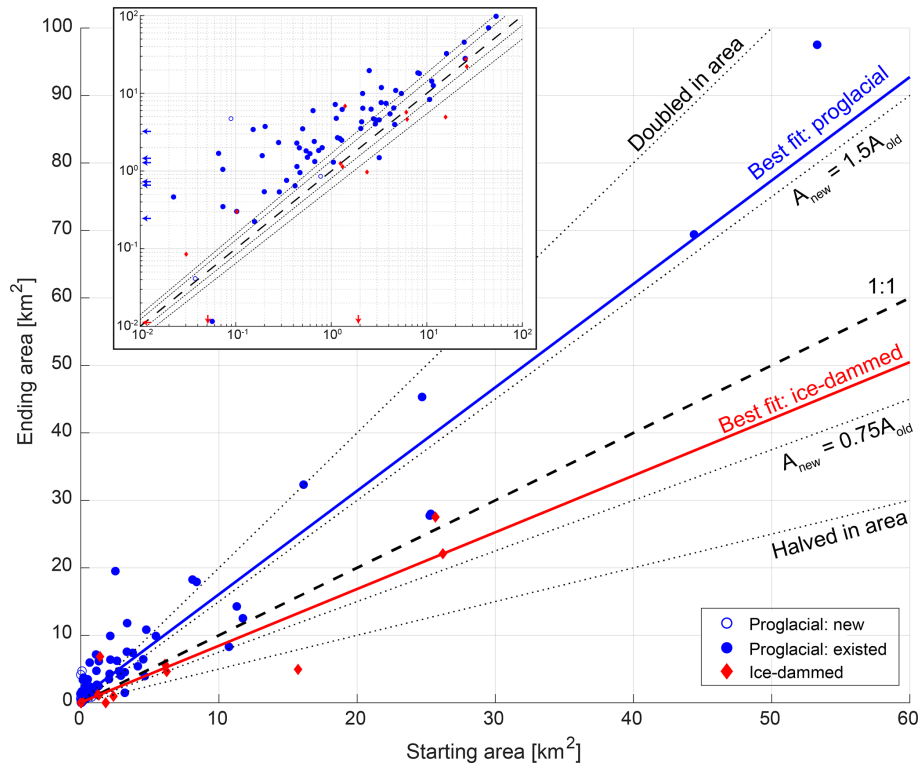 Ending area [km²]
100
90
80
70
60
50
40
30
20
10
0
10²
10¹
10⁰
10⁻¹
10⁻²
10⁻² 10⁻¹ 10⁰ 10¹ 10²
Doubled in area
Best fit: proglacial
A_new = 1.5A_old
1:1
Best fit: ice-dammed
A_new = 0.75A_old
Halved in area
Proglacial: new
Proglacial: existed
Ice-dammed
0 10 20 30 40 50 60
Starting area [km²]